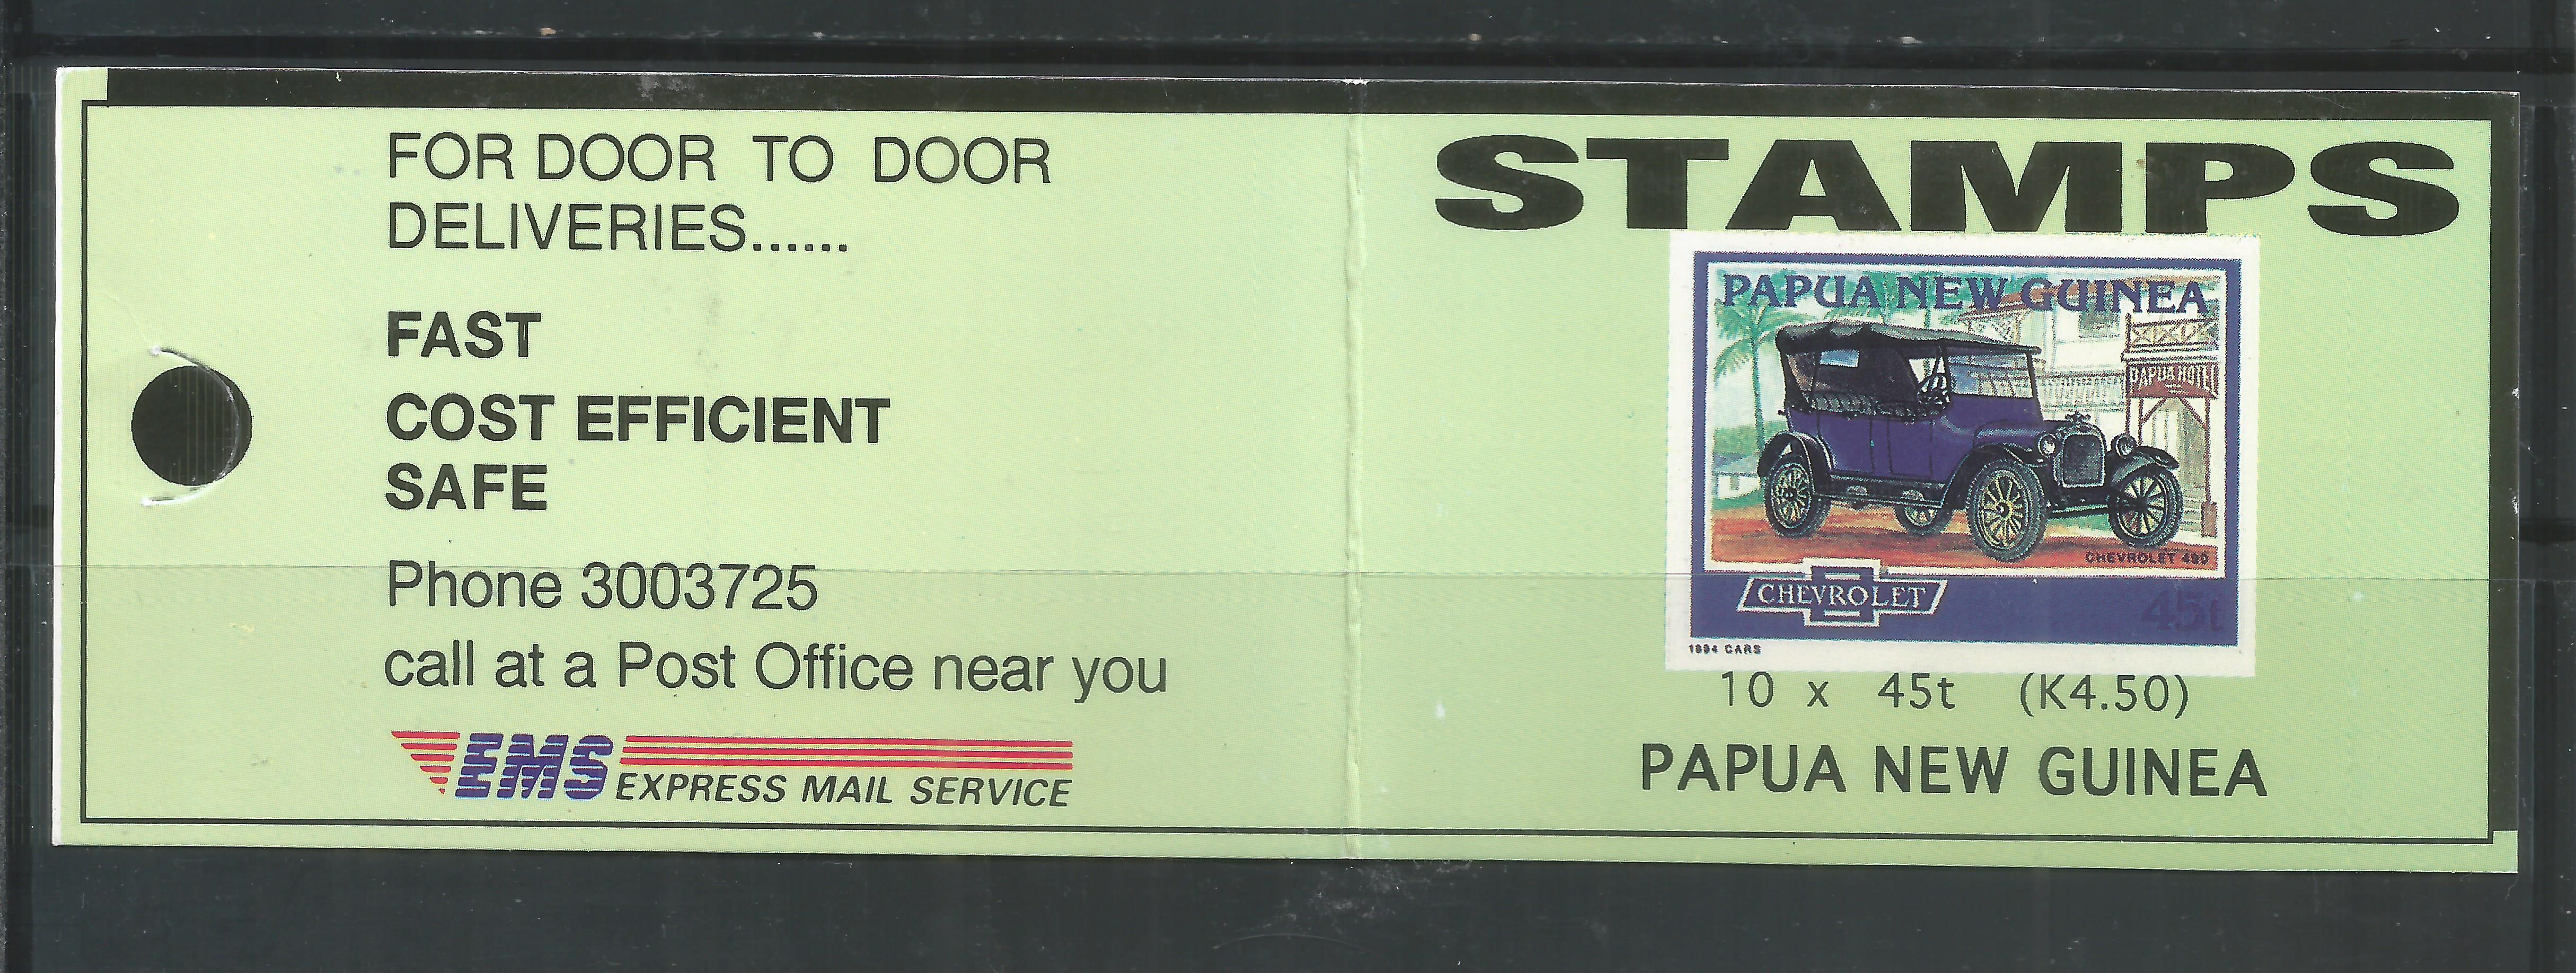 FOR DOOR TO DOOR
DELIVERIES......
FAST
COST EFFICIENT
SAFE
Phone 3003725
call at a Post Office near you
EMS EXPRESS MAIL SERVICE
STAMPS
PAPUA NEW GUINEA
PAPUA HOTEL
CHEVROLET 490
CHEVROLET
45t
1994 CARS
10 x 45t (K4.50)
PAPUA NEW GUINEA